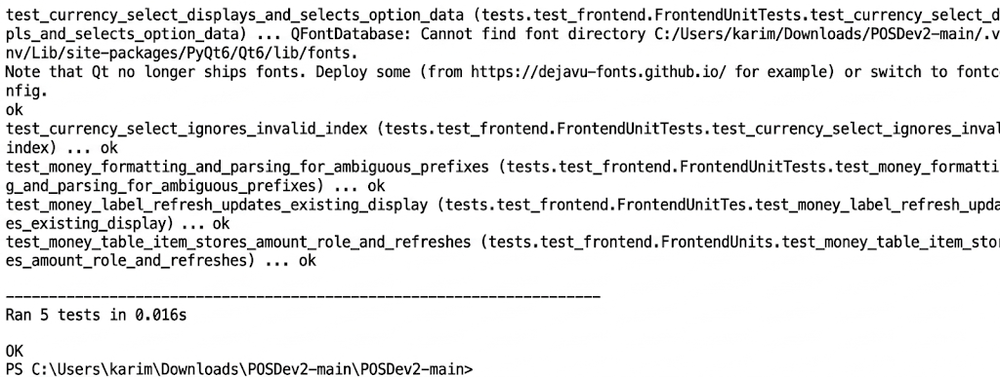 test_currency_select_displays_and_selects_option_data (tests.test_frontend.FrontendUnitTests.test_currency_select_d
pls_and_selects_option_data) ... QFontDatabase: Cannot find font directory C:/Users/karim/Downloads/POSDev2-main/.v
nv/Lib/site-packages/PyQt6/Qt6/lib/fonts.
Note that Qt no longer ships fonts. Deploy some (from https://dejavu-fonts.github.io/ for example) or switch to fontco
nfig.
ok
test_currency_select_ignores_invalid_index (tests.test_frontend.FrontendUnitTests.test_currency_select_ignores_inval
index) ... ok
test_money_formatting_and_parsing_for_ambiguous_prefixes (tests.test_frontend.FrontendUnitTests.test_money_formatti
g_and_parsing_for_ambiguous_prefixes) ... ok
test_money_label_refresh_updates_existing_display (tests.test_frontend.FrontendUnitTes.test_money_label_refresh_upda
es_existing_display) ... ok
test_money_table_item_stores_amount_role_and_refreshes (tests.test_frontend.FrontendUnits.test_money_table_item_stor
es_amount_role_and_refreshes) ... ok
----------------------------------------------------------------------
Ran 5 tests in 0.016s
OK
PS C:\Users\karim\Downloads\POSDev2-main\POSDev2-main>